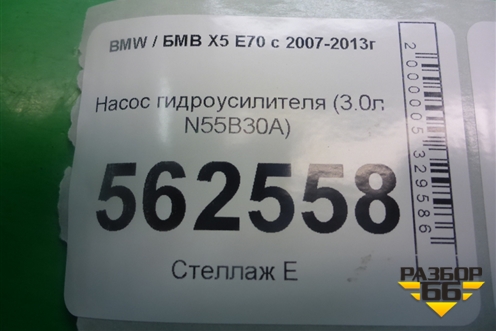 BMW / БМВ X5 E70 с 2007-2013г
Насос гидроусилителя (3.0л
N55B30A)
562558
Стеллаж Е
2000005329586
РАЗБОР
66